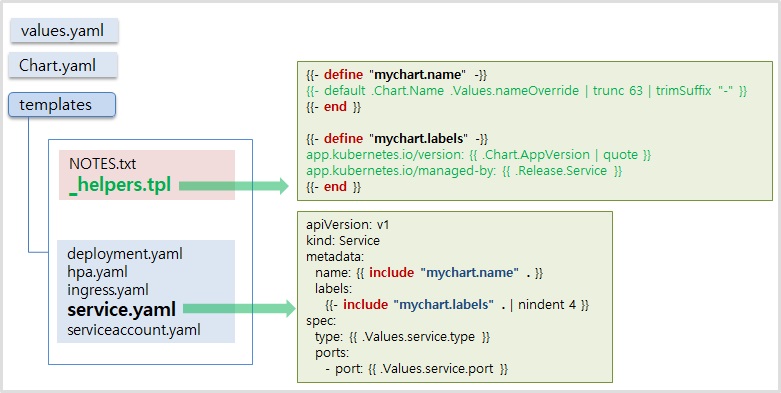 values.yaml
Chart.yaml
templates
NOTES.txt
_helpers.tpl
deployment.yaml
hpa.yaml
ingress.yaml
service.yaml
serviceaccount.yaml
{{- define "mychart.name" -}}
{{- default .Chart.Name .Values.nameOverride | trunc 63 | trimSuffix "-" }}
{{- end }}
{{- define "mychart.labels" -}}
app.kubernetes.io/version: {{ .Chart.AppVersion | quote }}
app.kubernetes.io/managed-by: {{ .Release.Service }}
{{- end }}
apiVersion: v1
kind: Service
metadata:
name: {{ include "mychart.name" . }}
labels:
{{- include "mychart.labels" . | nindent 4 }}
spec:
type: {{ .Values.service.type }}
ports:
- port: {{ .Values.service.port }}